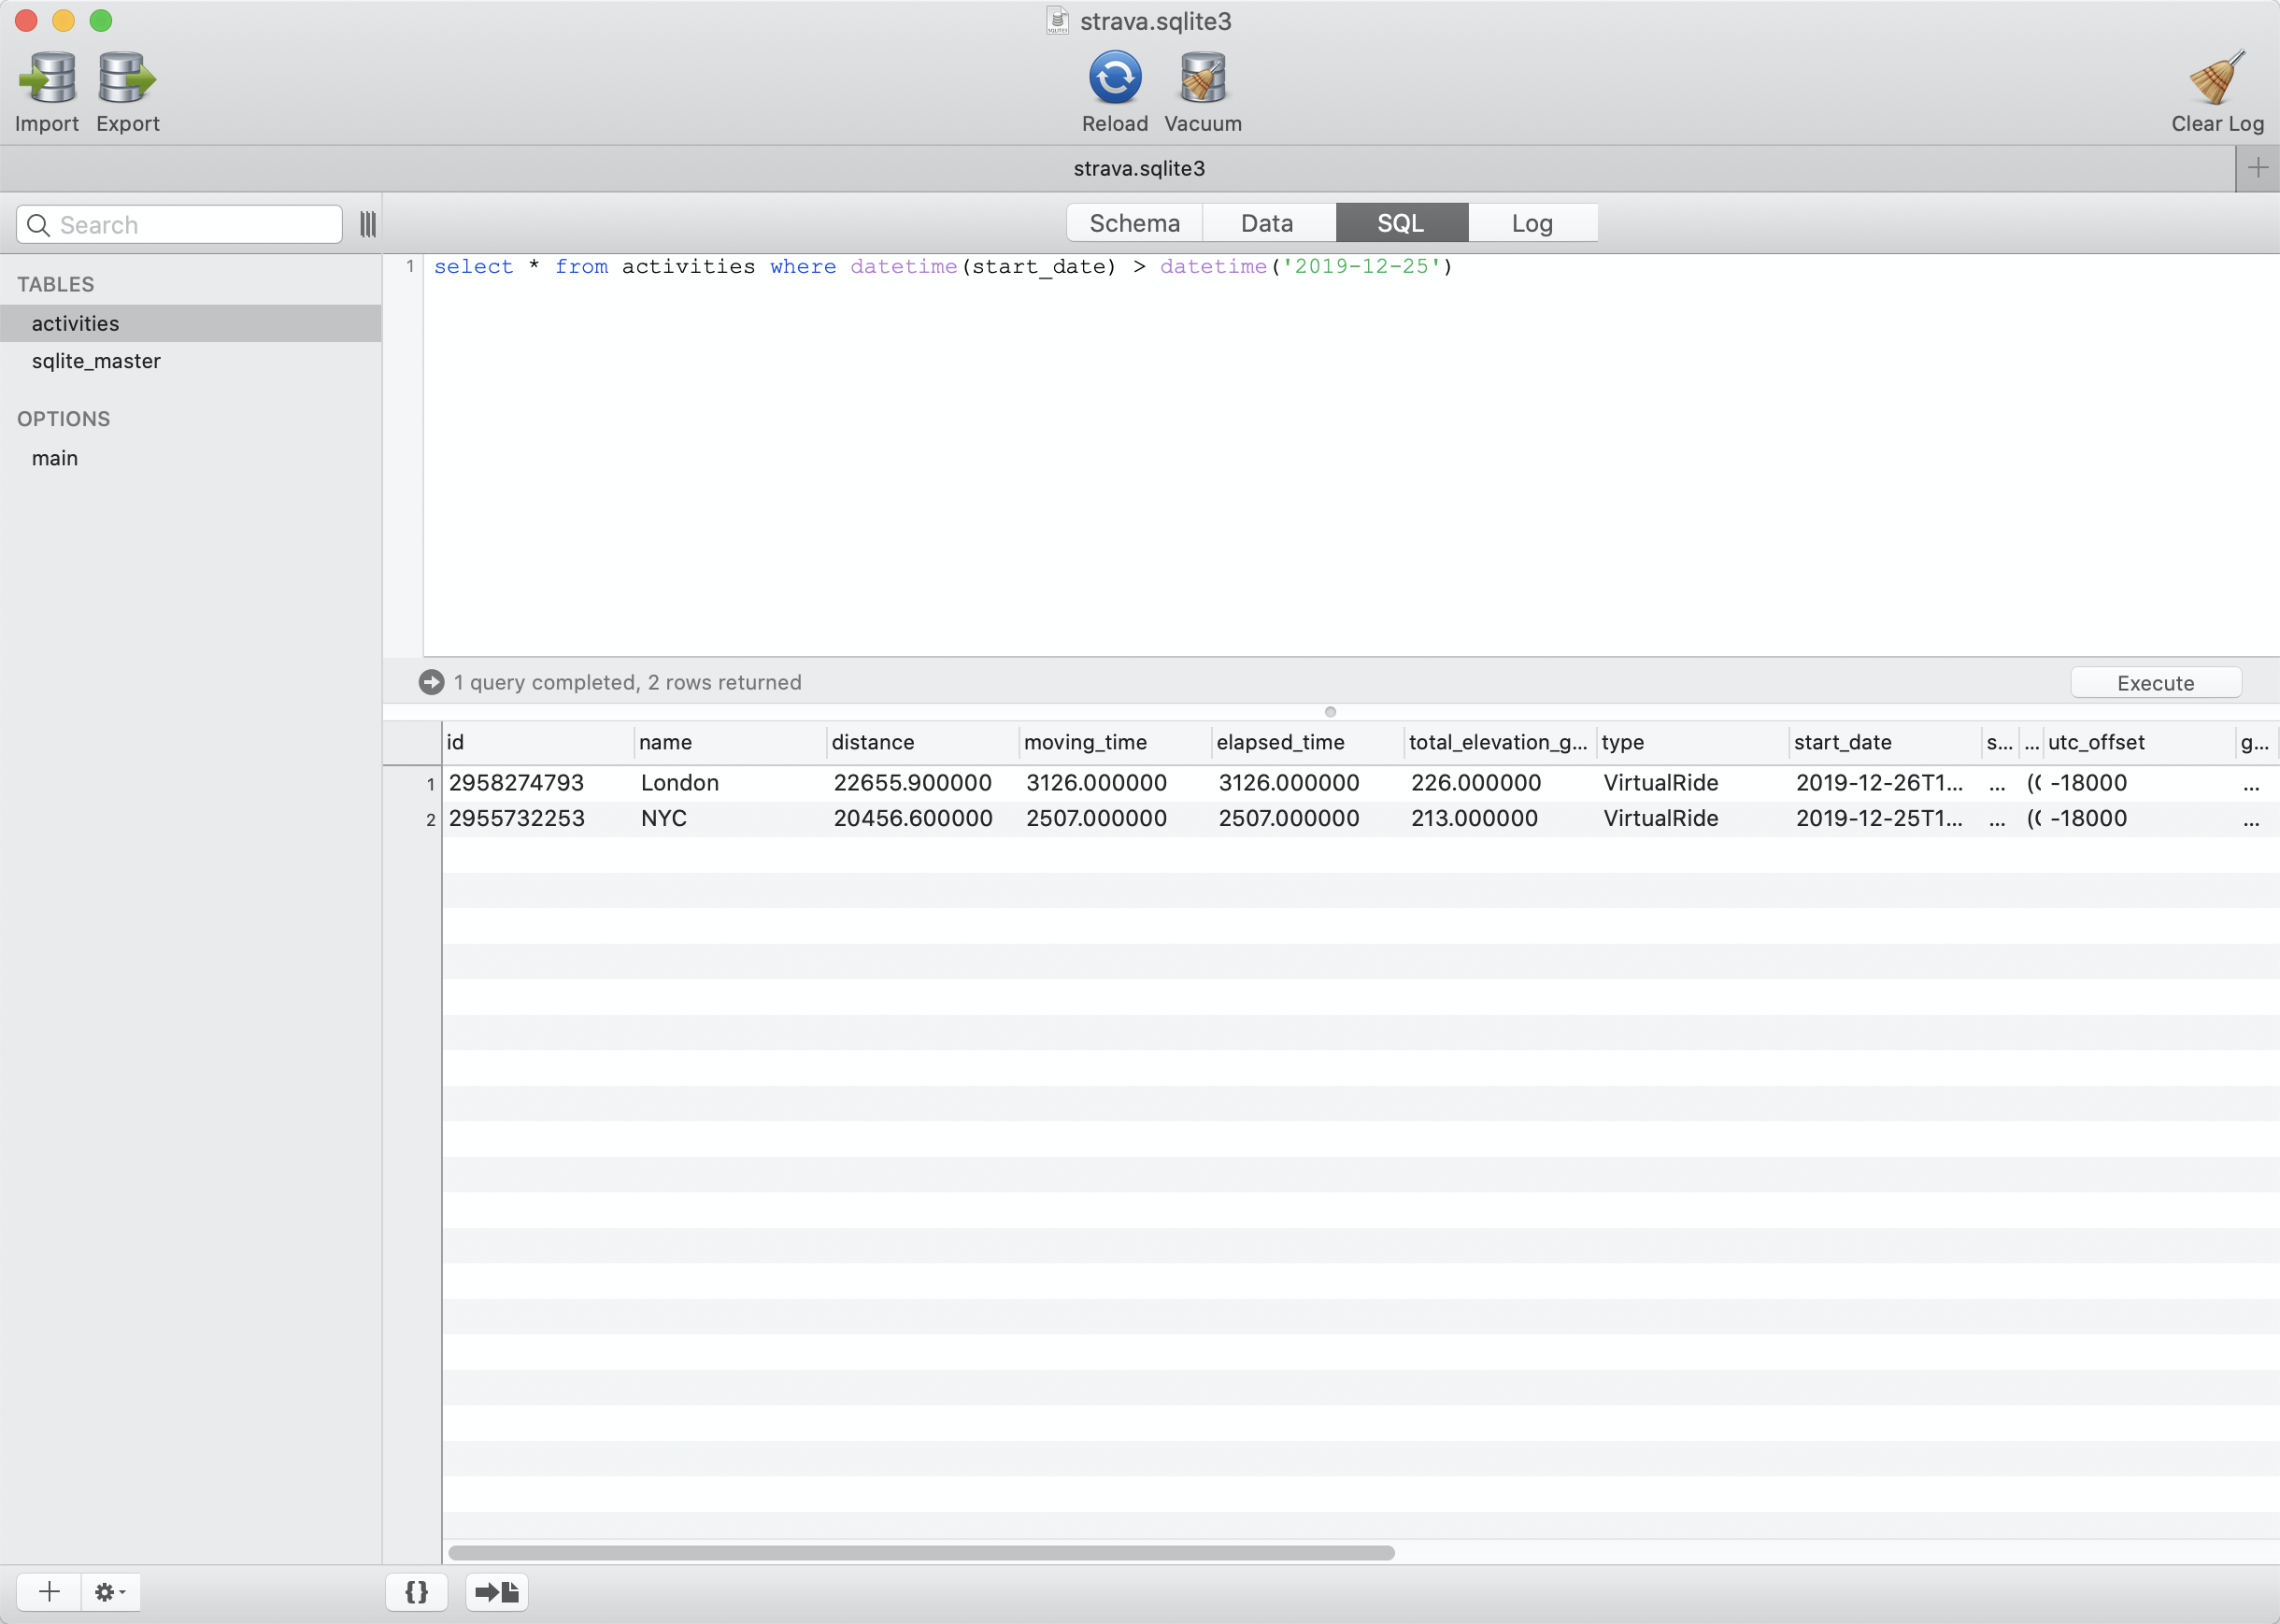 strava.sqlite3
Import Export Reload Vacuum Clear Log
strava.sqlite3
Search Schema Data SQL Log
TABLES
activities
sqlite_master
OPTIONS
main
1 select * from activities where datetime(start_date) > datetime('2019-12-25')
1 query completed, 2 rows returned Execute
id name distance moving_time elapsed_time total_elevation_g... type start_date s... ... utc_offset g...
1 2958274793 London 22655.900000 3126.000000 3126.000000 226.000000 VirtualRide 2019-12-26T1... ... (( -18000 ...
2 2955732253 NYC 20456.600000 2507.000000 2507.000000 213.000000 VirtualRide 2019-12-25T1... ... (( -18000 ...
{}